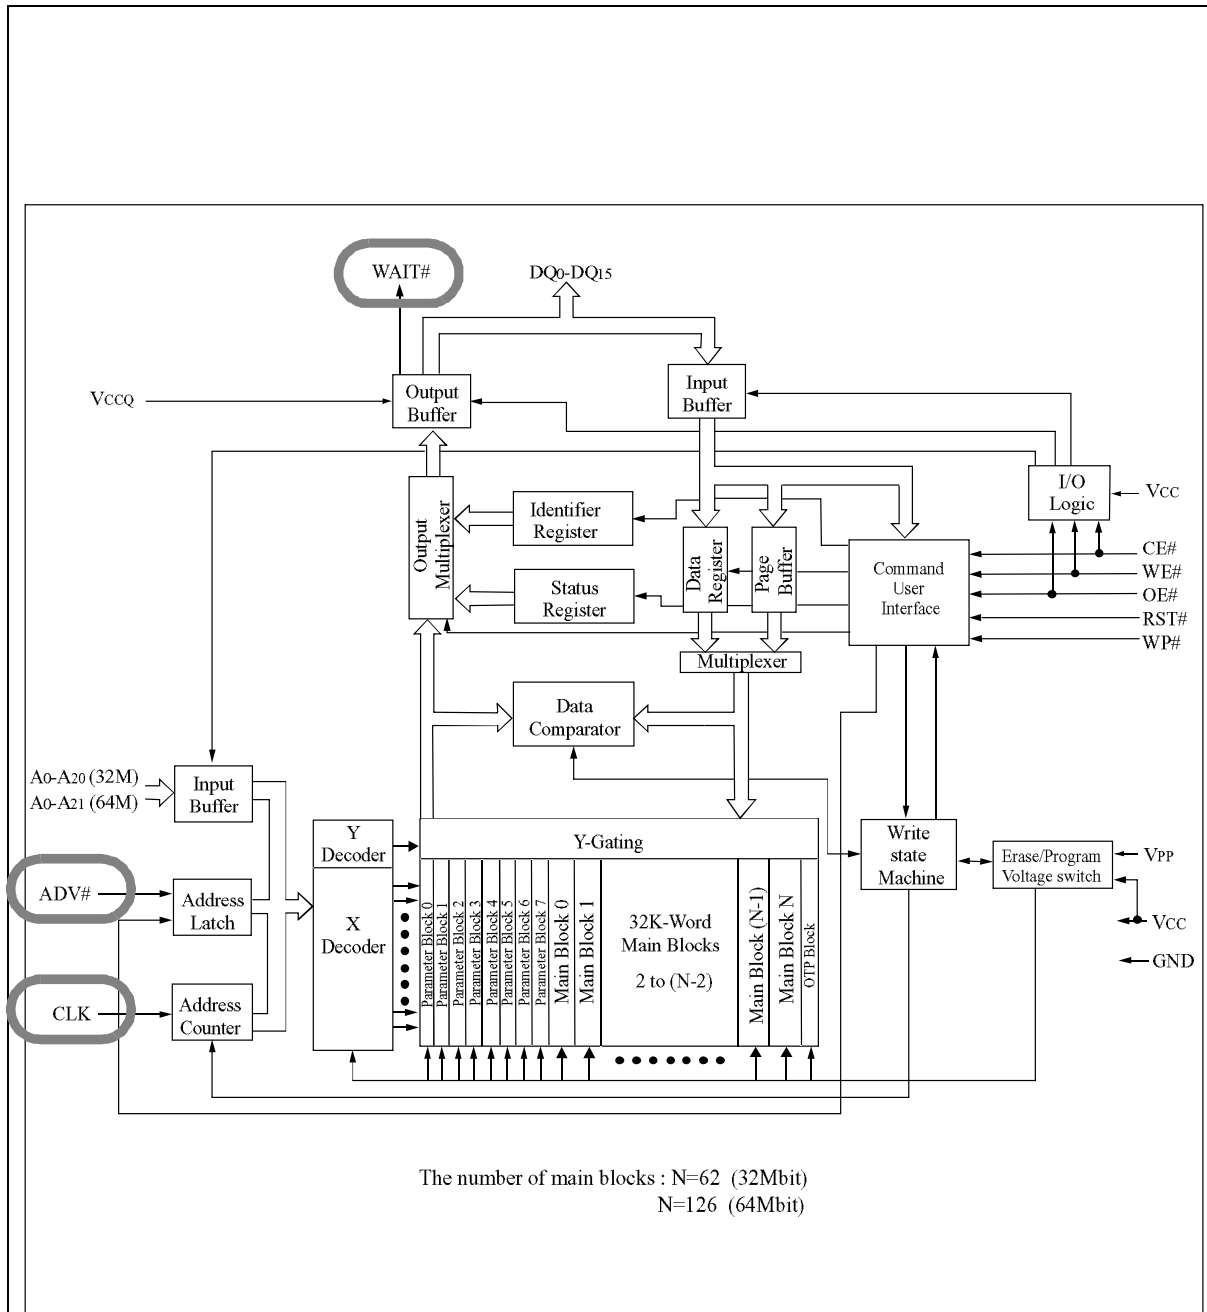 WAIT#
DQ0-DQ15
VCCQ
Output
Buffer
Input
Buffer
I/O
Logic
VCC
Output
Multiplexer
Identifier
Register
Status
Register
Data
Register
Page
Buffer
Command
User
Interface
CE#
WE#
OE#
RST#
WP#
Multiplexer
Data
Comparator
A0-A20 (32M)
A0-A21 (64M)
Input
Buffer
Y
Decoder
Y-Gating
Write
state
Machine
Erase/Program
Voltage switch
VPP
VCC
GND
ADV#
Address
Latch
X
Decoder
Parameter Block 0
Parameter Block 1
Parameter Block 2
Parameter Block 3
Parameter Block 4
Parameter Block 5
Parameter Block 6
Parameter Block 7
Main Block 0
Main Block 1
32K-Word
Main Blocks
2 to (N-2)
Main Block (N-1)
Main Block N
OTP Block
CLK
Address
Counter
The number of main blocks : N=62 (32Mbit)
N=126 (64Mbit)